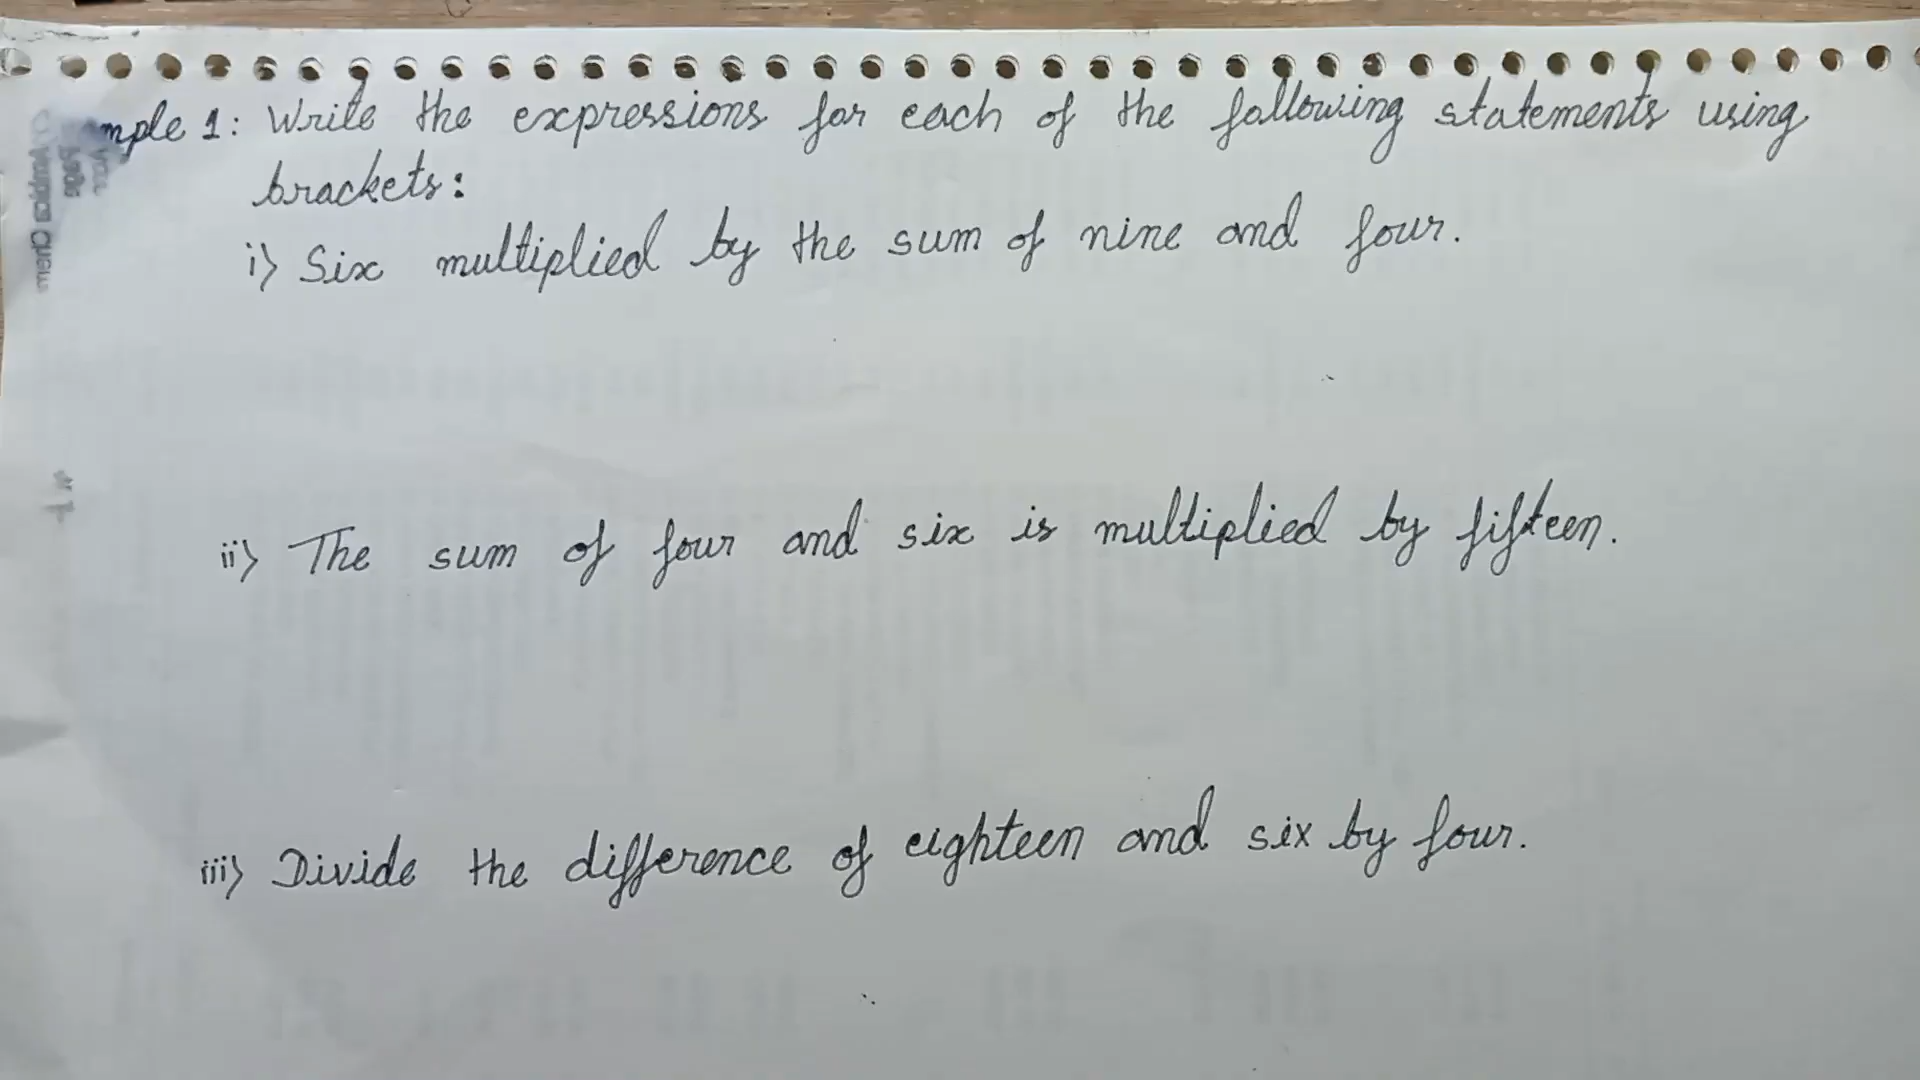 mple 1: Write the expressions for each of the following statements using
brackets:
i) Six multiplied by the sum of nine and four.
ii) The sum of four and six is multiplied by fifteen.
iii) Divide the difference of eighteen and six by four.